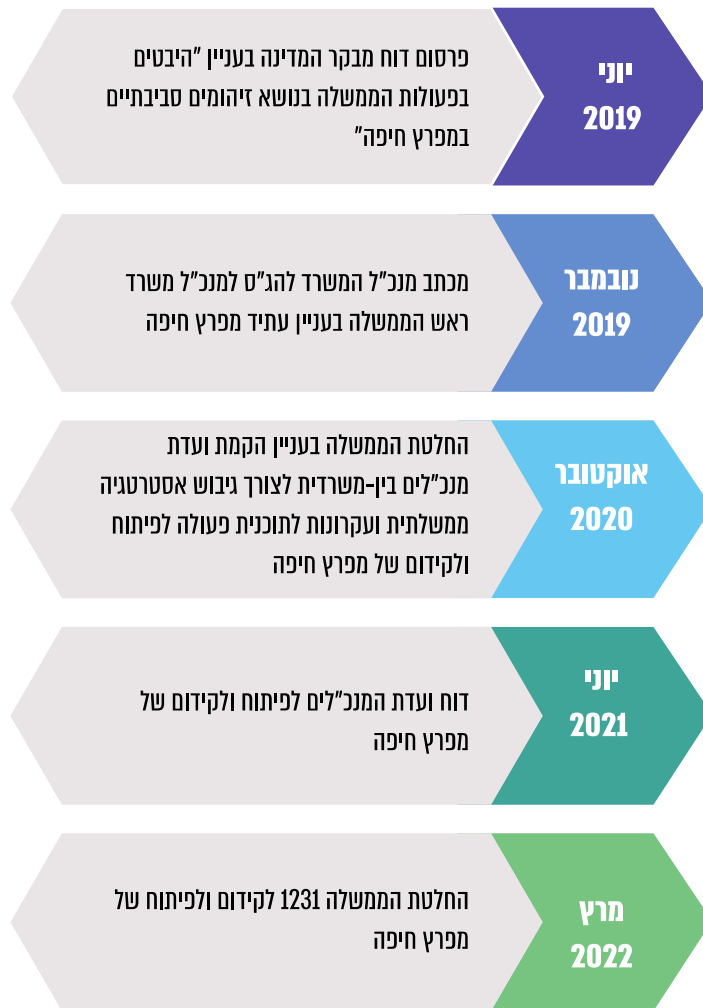 יוני
2019
פרסום דוח מבקר המדינה בעניין "היבטים
בפעולות הממשלה בנושא זיהומים סביבתיים
במפרץ חיפה"
נובמבר
2019
מכתב מנכ"ל המשרד להג"ס למנכ"ל משרד
ראש הממשלה בעניין עתיד מפרץ חיפה
אוקטובר
2020
החלטת הממשלה בעניין הקמת ועדת
מנכ"לים בין-משרדית לצורך גיבוש אסטרטגיה
ממשלתית ועקרונות לתוכנית פעולה לפיתוח
ולקידום של מפרץ חיפה
יוני
2021
דוח ועדת המנכ"לים לפיתוח ולקידום של
מפרץ חיפה
מרץ
2022
החלטת הממשלה 1231 לקידום ולפיתוח של
מפרץ חיפה